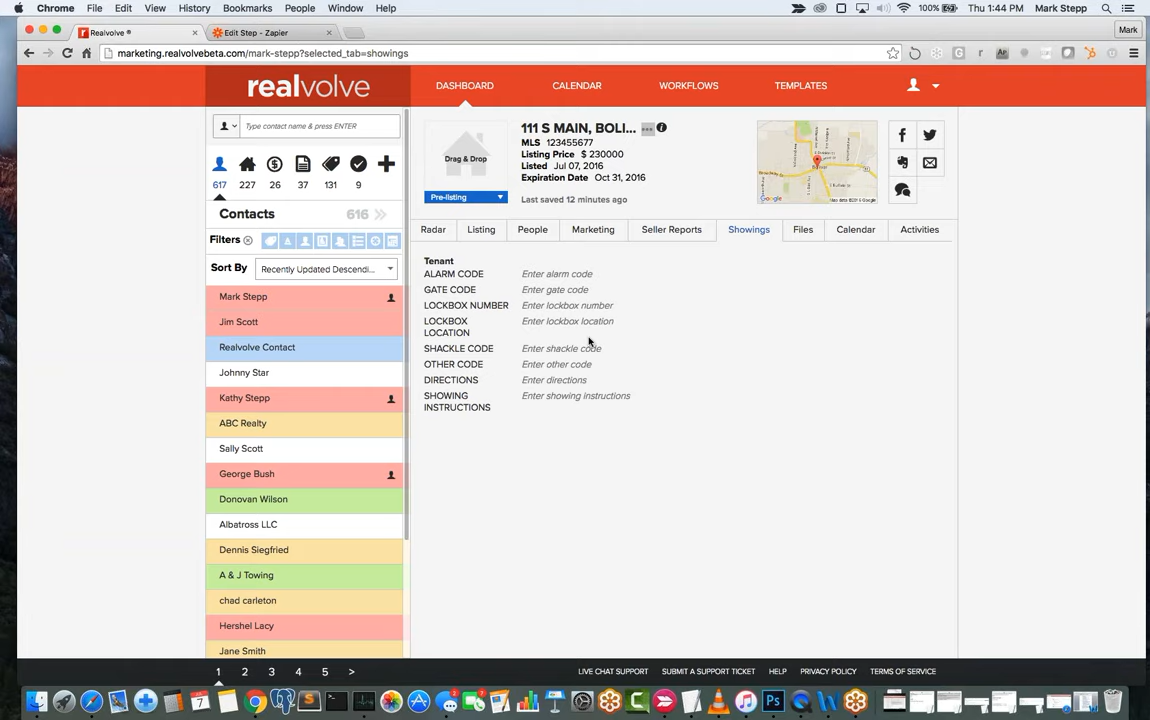 Chrome File Edit View History Bookmarks People Window Help 100% Thu 1:44 PM Mark Stepp
Realvolve ® Edit Step - Zapier Mark
marketing.realvolvebeta.com/mark-stepp?selected_tab=showings
realvolve DASHBOARD CALENDAR WORKFLOWS TEMPLATES
Type contact name & press ENTER
617 227 26 37 131 9
Contacts 616
Filters
Sort By Recently Updated Descendi...
Mark Stepp
Jim Scott
Realvolve Contact
Johnny Star
Kathy Stepp
ABC Realty
Sally Scott
George Bush
Donovan Wilson
Albatross LLC
Dennis Siegfried
A & J Towing
chad carleton
Hershel Lacy
Jane Smith
1 2 3 4 5 >
Drag & Drop
Pre-listing
111 S MAIN, BOLI...
MLS 123455677
Listing Price $ 230000
Listed Jul 07, 2016
Expiration Date Oct 31, 2016
Last saved 12 minutes ago
Google
Radar Listing People Marketing Seller Reports Showings Files Calendar Activities
Tenant
ALARM CODE Enter alarm code
GATE CODE Enter gate code
LOCKBOX NUMBER Enter lockbox number
LOCKBOX Enter lockbox location
LOCATION
SHACKLE CODE Enter shackle code
OTHER CODE Enter other code
DIRECTIONS Enter directions
SHOWING Enter showing instructions
INSTRUCTIONS
LIVE CHAT SUPPORT SUBMIT A SUPPORT TICKET HELP PRIVACY POLICY TERMS OF SERVICE